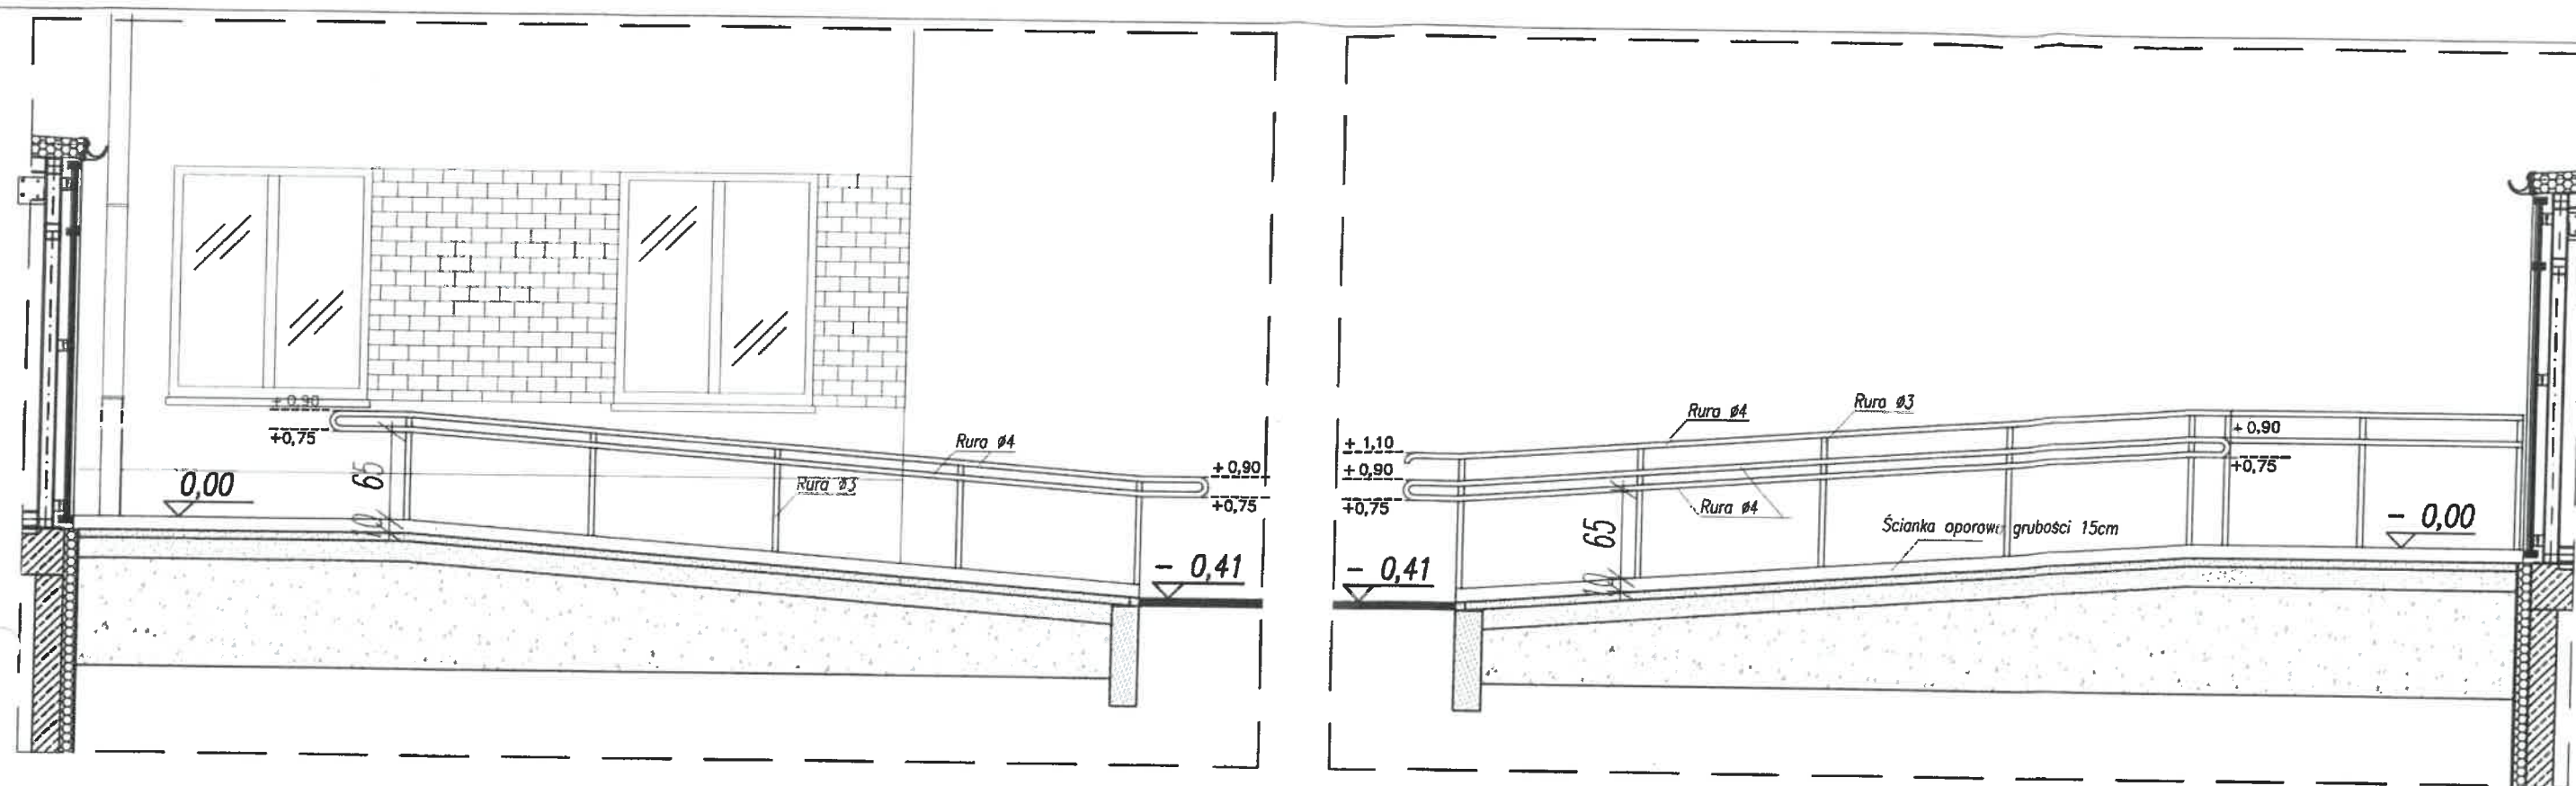 + 0,90
+0,75
65
10
0,00
Rura ø4
Rura ø3
+ 0,90
+0,75
- 0,41
+ 1,10
+ 0,90
+0,75
- 0,41
Rura ø4
Rura ø3
65
10
Rura ø4
Ścianka oporowa grubości 15cm
+ 0,90
+0,75
- 0,00